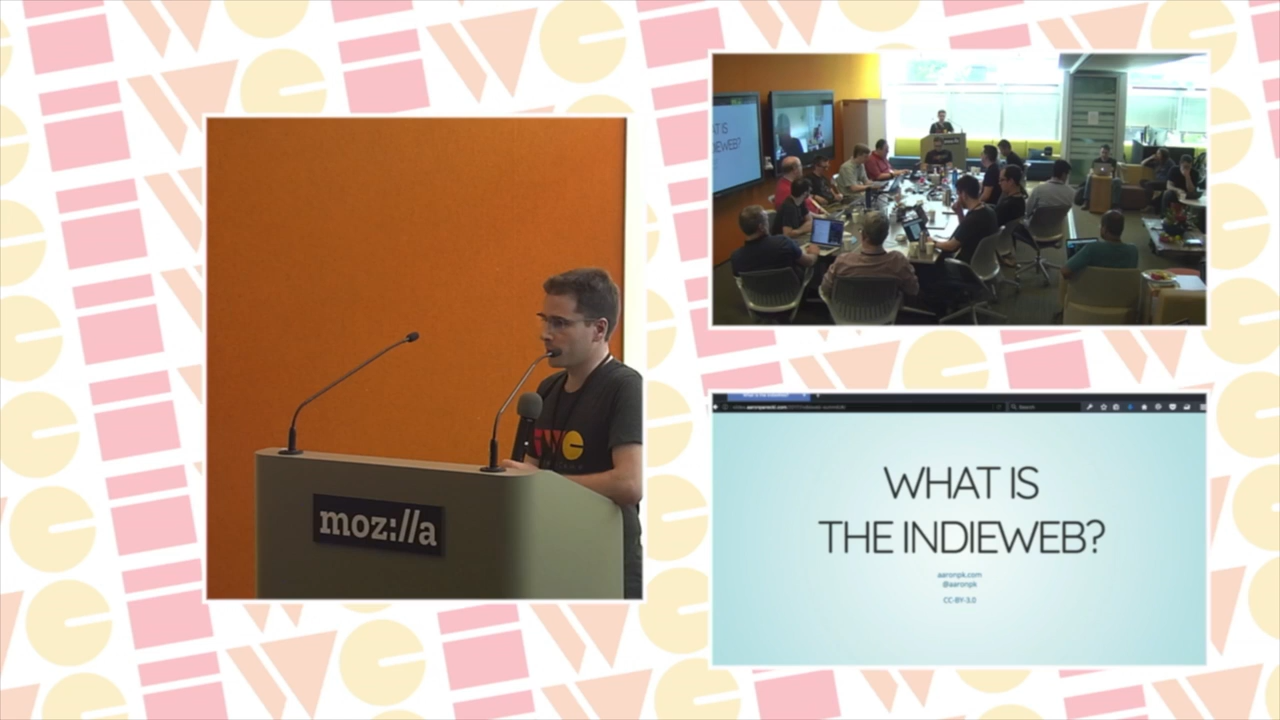 moz://a
WHAT IS
THE INDIEWEB?
aaronpk.com
@aaronpk
CC-BY-3.0